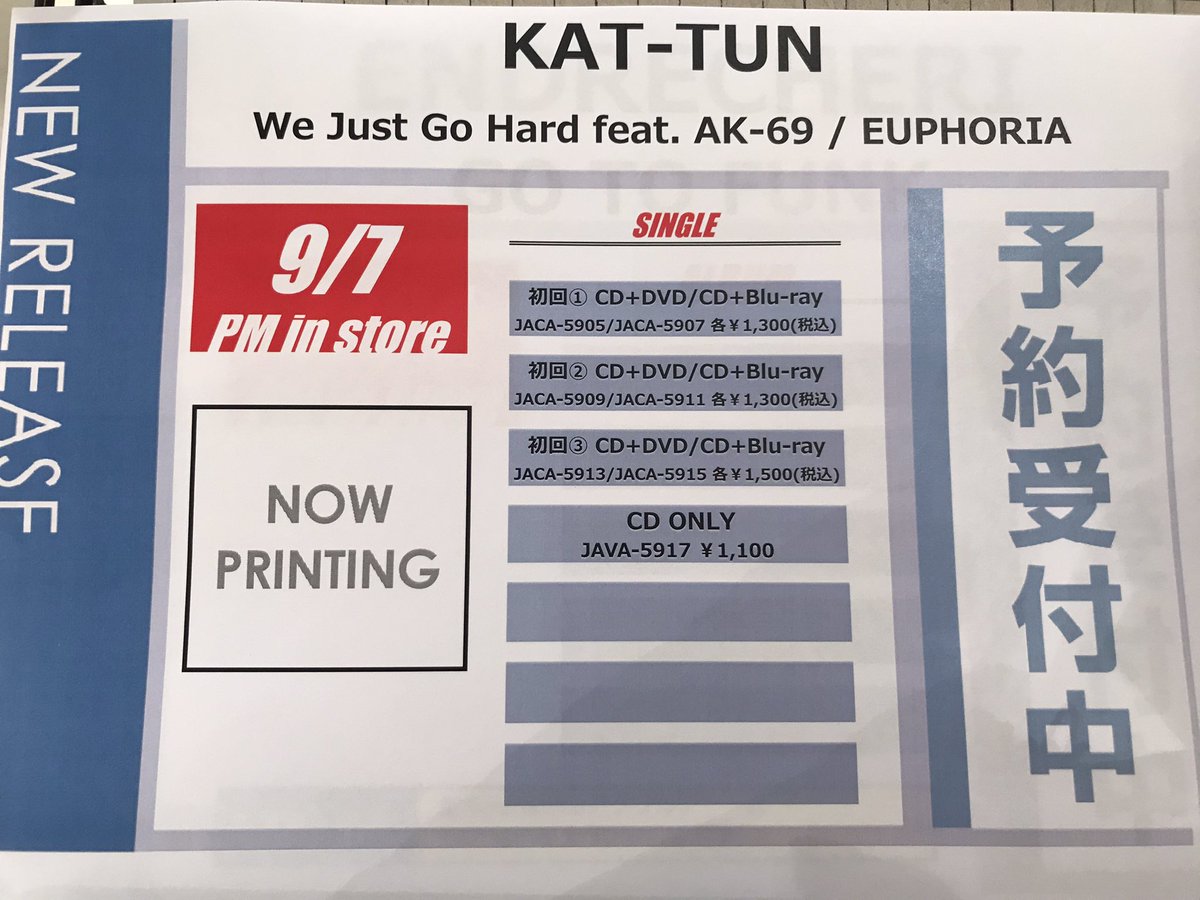 KAT-TUN
We Just Go Hard feat. AK-69 / EUPHORIA
NEW RELEASE
9/7
PM in store
NOW
PRINTING
SINGLE
初回① CD+DVD/CD+Blu-ray
JACA-5905/JACA-5907 各￥1,300(税込)
初回② CD+DVD/CD+Blu-ray
JACA-5909/JACA-5911 各￥1,300(税込)
初回③ CD+DVD/CD+Blu-ray
JACA-5913/JACA-5915 各￥1,500(税込)
CD ONLY
JAVA-5917 ￥1,100
予約受付中
ENDRECHERI
GO TO FUNK